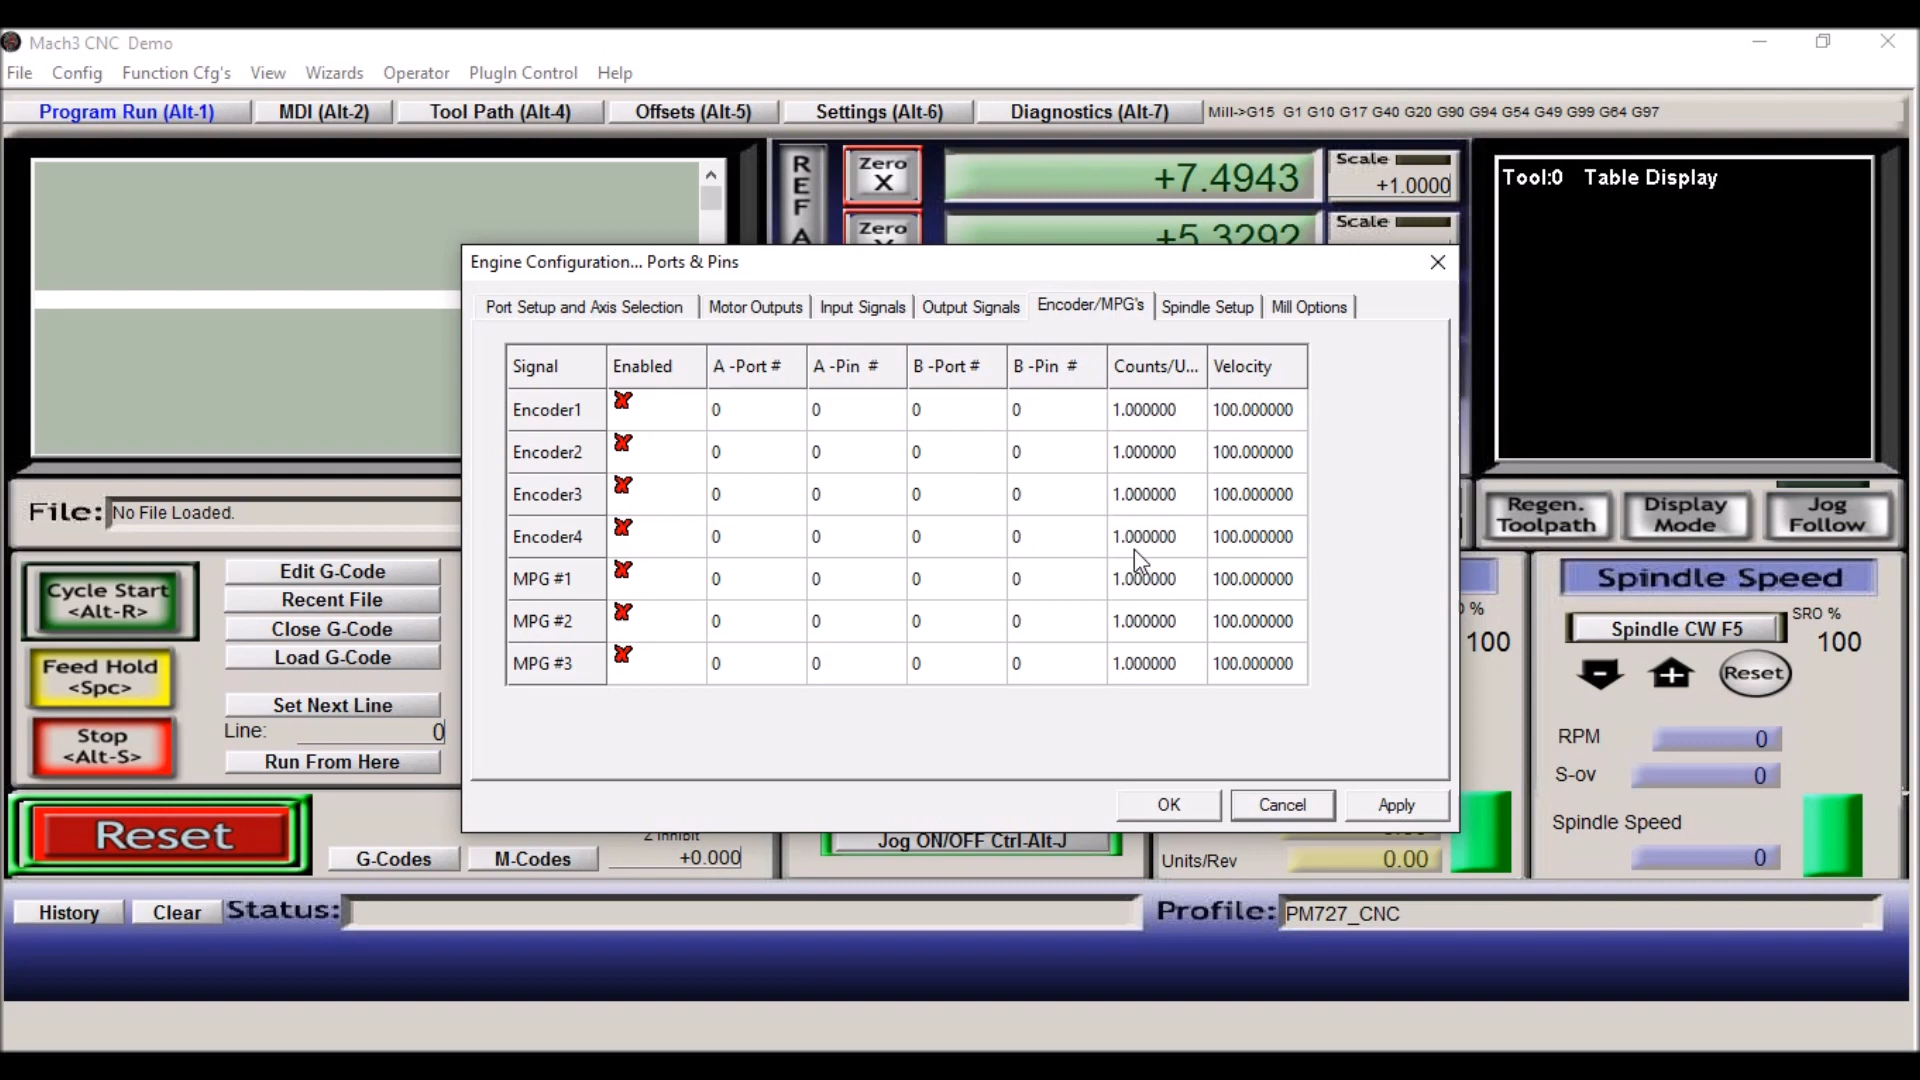 Mach3 CNC Demo
File Config Function Cfg's View Wizards Operator PlugIn Control Help
Program Run (Alt-1) MDI (Alt-2) Tool Path (Alt-4) Offsets (Alt-5) Settings (Alt-6) Diagnostics (Alt-7) Mill->G15 G1 G10 G17 G40 G20 G90 G94 G54 G49 G99 G64 G97
REF A
Zero X +7.4943 Scale +1.0000
Zero +5.3292 Scale
Tool:0 Table Display
Engine Configuration... Ports & Pins
Port Setup and Axis Selection Motor Outputs Input Signals Output Signals Encoder/MPG's Spindle Setup Mill Options
Signal Enabled A -Port # A -Pin # B -Port # B -Pin # Counts/U... Velocity
Encoder1 0 0 0 0 1.000000 100.000000
Encoder2 0 0 0 0 1.000000 100.000000
Encoder3 0 0 0 0 1.000000 100.000000
Encoder4 0 0 0 0 1.000000 100.000000
MPG #1 0 0 0 0 1.000000 100.000000
MPG #2 0 0 0 0 1.000000 100.000000
MPG #3 0 0 0 0 1.000000 100.000000
OK Cancel Apply
File: No File Loaded.
Regen. Toolpath Display Mode Jog Follow
Cycle Start <Alt-R>
Feed Hold <Spc>
Stop <Alt-S>
Edit G-Code
Recent File
Close G-Code
Load G-Code
Set Next Line
Line: 0
Run From Here
% 100
Spindle Speed
Spindle CW F5 SRO % 100
Reset
RPM 0
S-ov 0
Spindle Speed 0
Reset
G-Codes M-Codes +0.000
Jog ON/OFF Ctrl-Alt-J
Units/Rev 0.00
History Clear Status: Profile: PM727_CNC